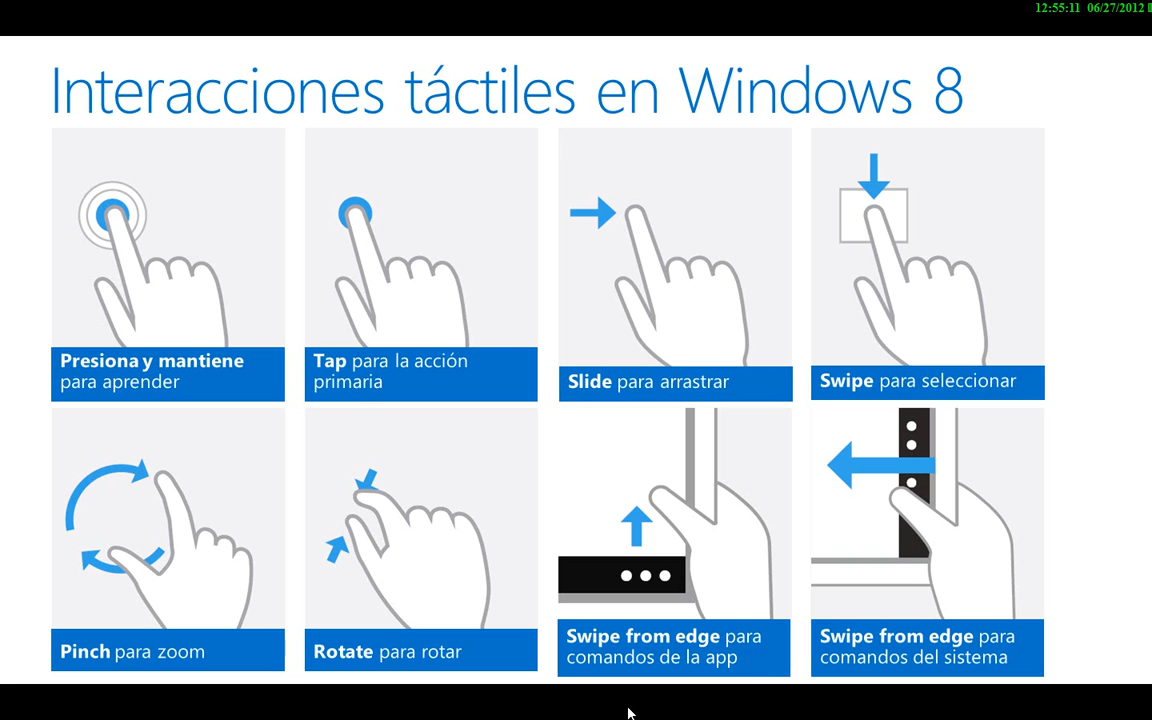 12:55:11 06/27/2012
Interacciones táctiles en Windows 8
Presiona y mantiene
para aprender
Tap para la acción
primaria
Slide para arrastrar
Swipe para seleccionar
Pinch para zoom
Rotate para rotar
Swipe from edge para
comandos de la app
Swipe from edge para
comandos del sistema